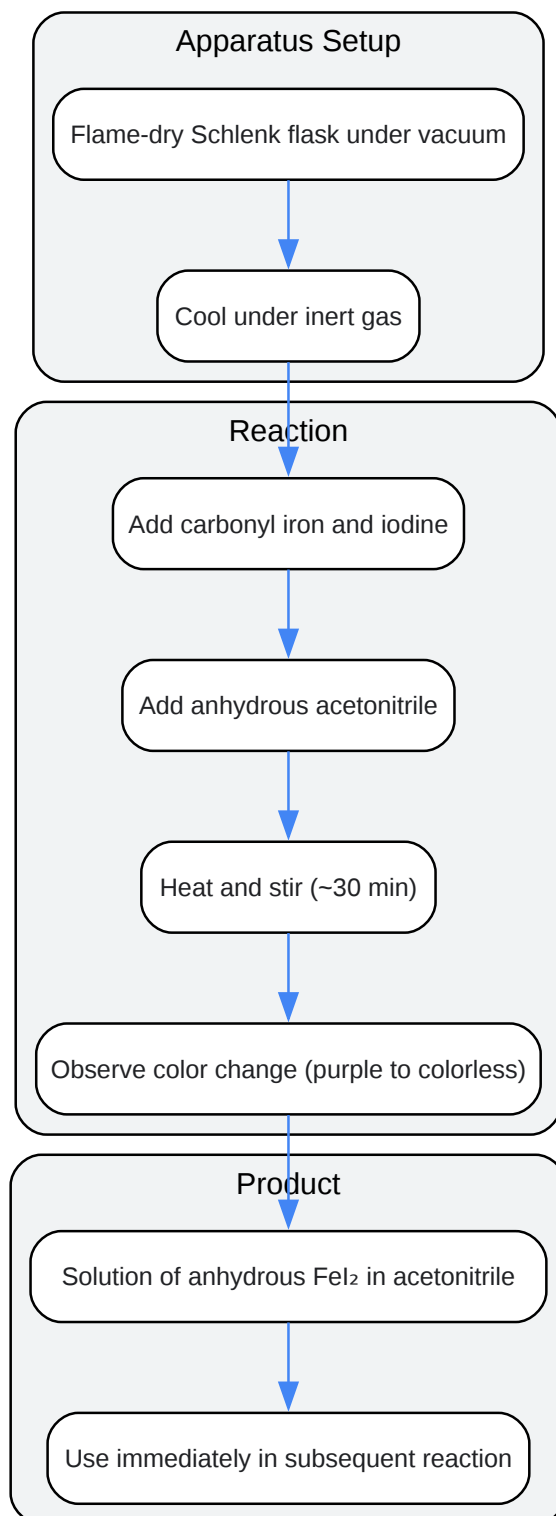 Apparatus Setup
Flame-dry Schlenk flask under vacuum
Cool under inert gas
Reaction
Add carbonyl iron and iodine
Add anhydrous acetonitrile
Heat and stir (~30 min)
Observe color change (purple to colorless)
Product
Solution of anhydrous FeI₂ in acetonitrile
Use immediately in subsequent reaction